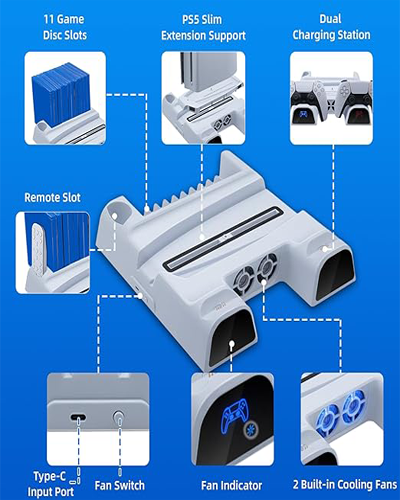 11 Game
Disc Slots
PS5 Slim
Extension Support
Dual
Charging Station
Remote Slot
Type-C
Input Port
Fan Switch
Fan Indicator
2 Built-in Cooling Fans